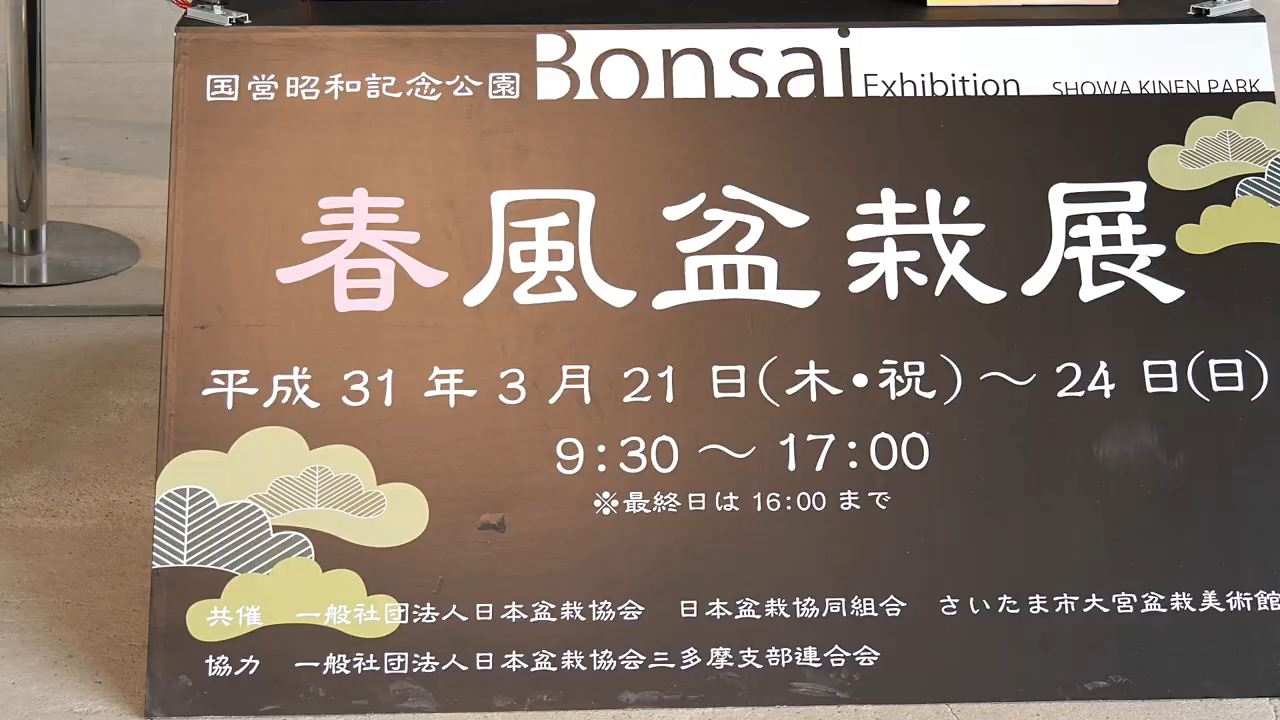 国営昭和記念公園 Bonsai Exhibition SHOWA KINEN PARK
春風盆栽展
平成 31 年 3 月 21 日(木•祝)～ 24 日(日)
9:30 ～ 17:00
※最終日は 16:00 まで
共催 一般社団法人日本盆栽協会 日本盆栽協同組合 さいたま市大宮盆栽美術館
協力 一般社団法人日本盆栽協会三多摩支部連合会